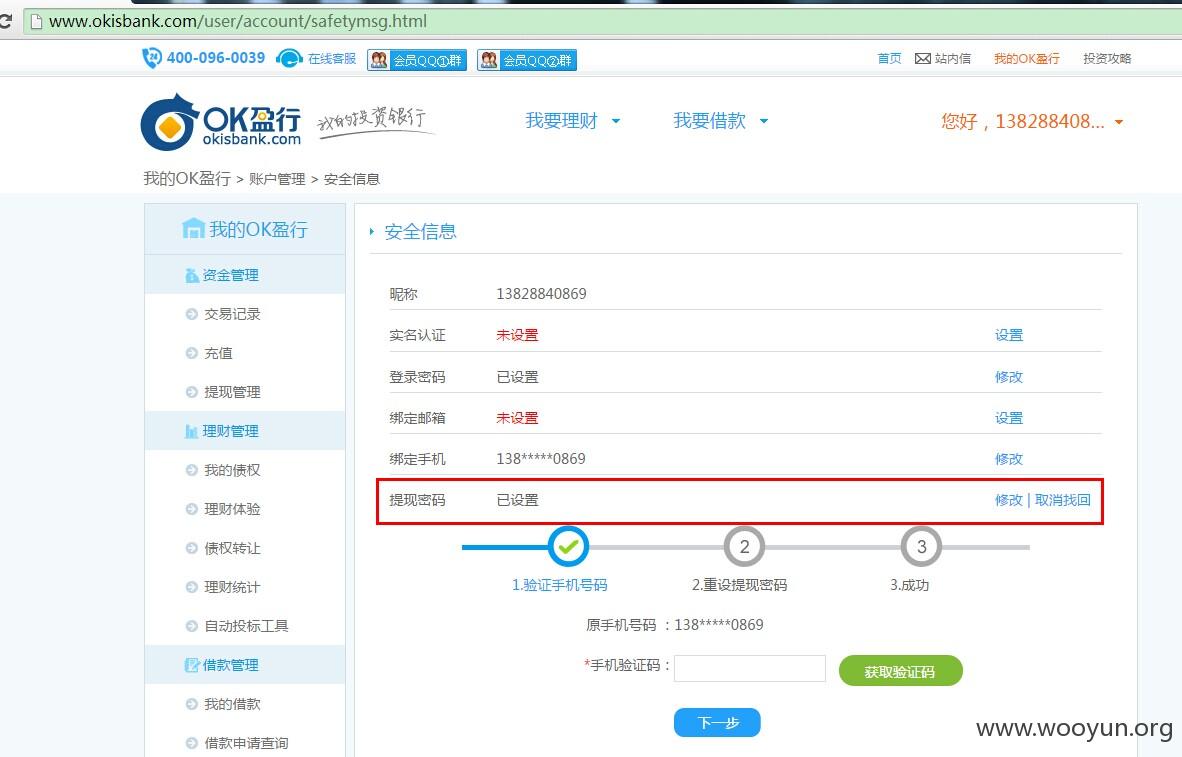 www.okisbank.com/user/account/safetymsg.html
24 400-096-0039 在线客服 会员QQ①群 会员QQ②群 首页 站内信 我的OK盈行 投资攻略
OK盈行 我的投资银行
okisbank.com
我要理财 我要借款 您好，138288408...
我的OK盈行 > 账户管理 > 安全信息
我的OK盈行
资金管理
交易记录
充值
提现管理
理财管理
我的债权
理财体验
债权转让
理财统计
自动投标工具
借款管理
我的借款
借款申请查询
安全信息
昵称 13828840869
实名认证 未设置 设置
登录密码 已设置 修改
绑定邮箱 未设置 设置
绑定手机 138*****0869 修改
提现密码 已设置 修改 | 取消找回
2 3
1.验证手机号码 2.重设提现密码 3.成功
原手机号码 ：138*****0869
*手机验证码： 获取验证码
下一步
www.wooyun.org